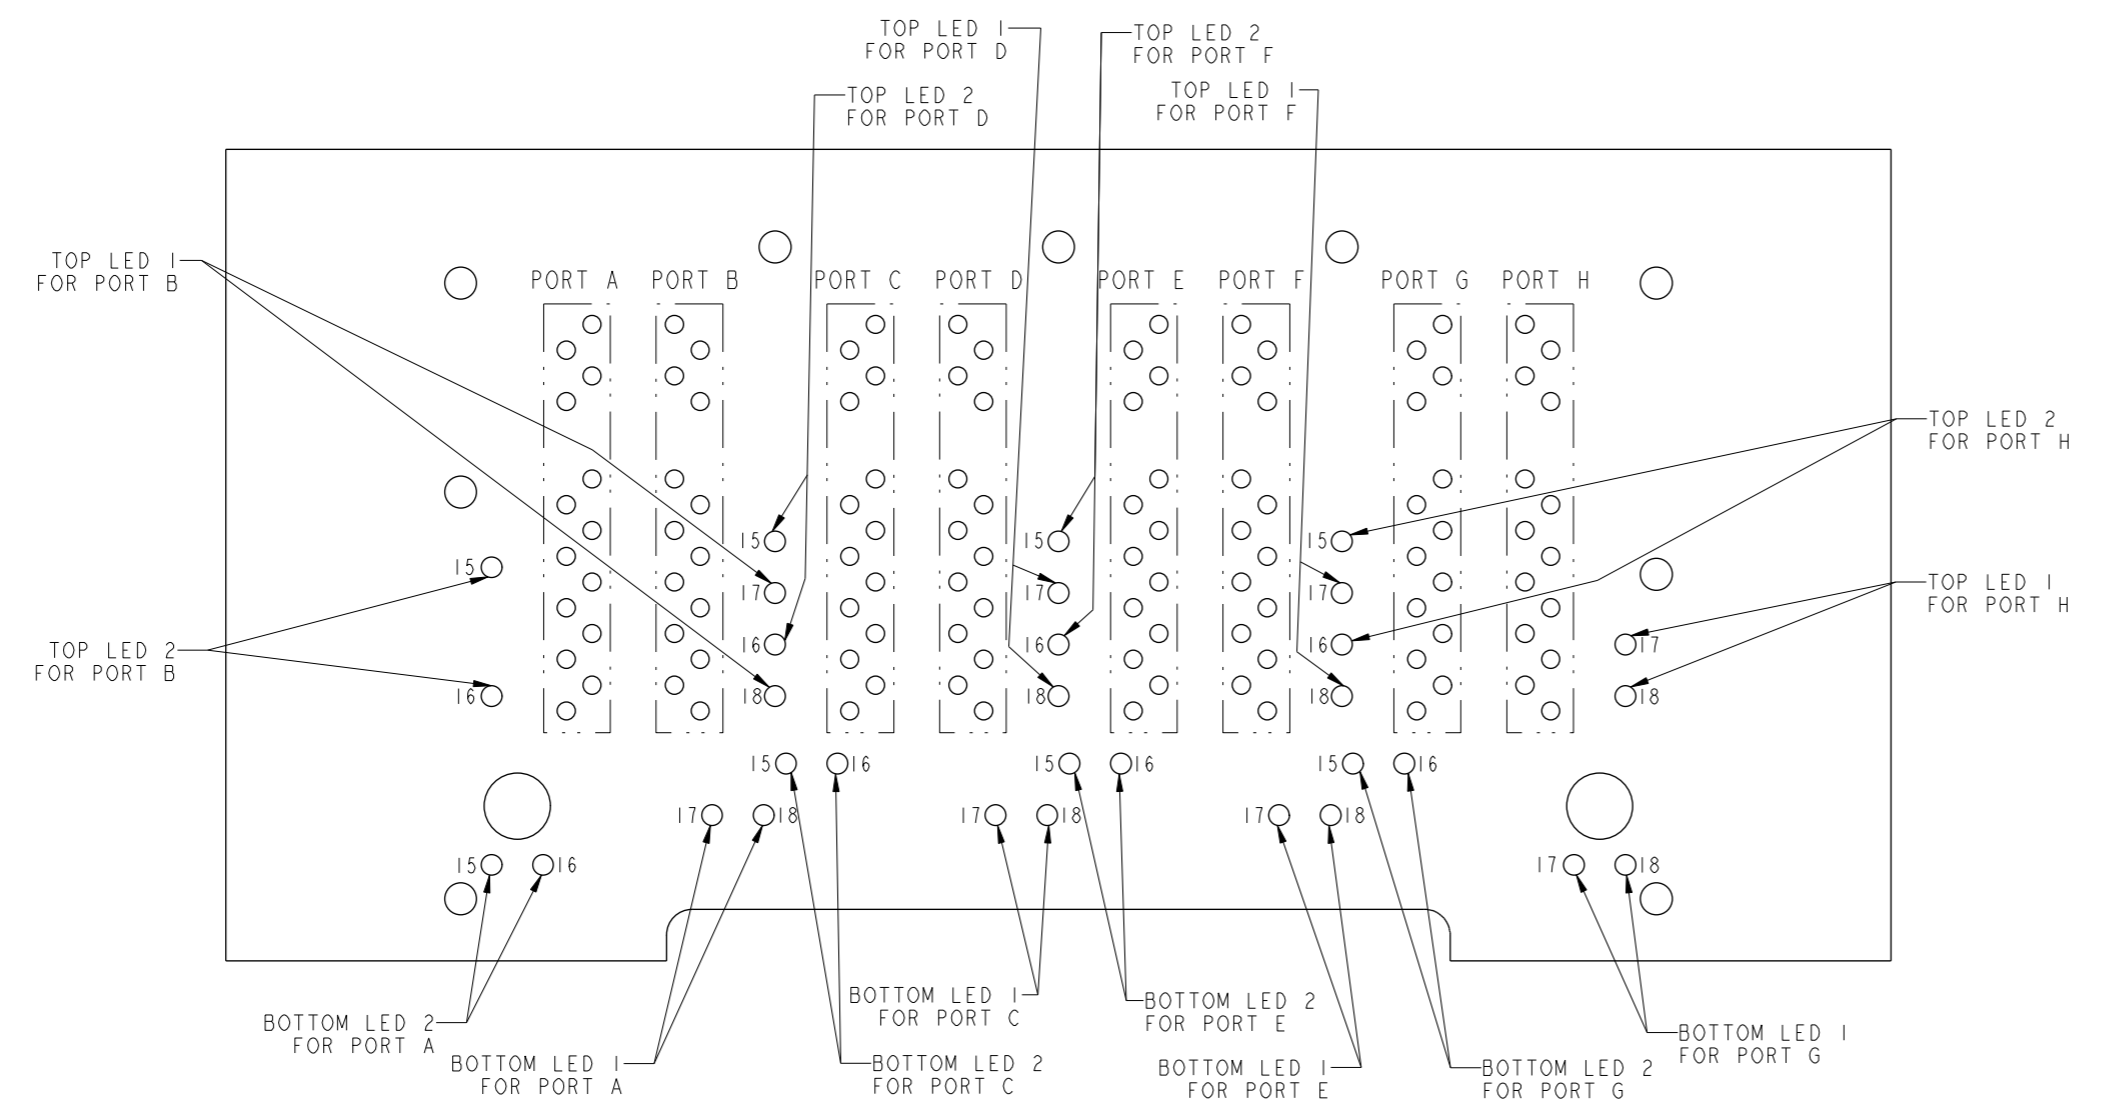 TOP LED 1
FOR PORT D
TOP LED 2
FOR PORT F
TOP LED 2
FOR PORT D
TOP LED 1
FOR PORT F
TOP LED 1
FOR PORT B
PORT A PORT B PORT C PORT D PORT E PORT F PORT G PORT H
TOP LED 2
FOR PORT H
15 15 15
15
17 17 17
TOP LED 1
FOR PORT H
TOP LED 2
FOR PORT B
16 16 16 17
16 18 18 18 18
15 16 15 16 15 16
17 18 17 18 17 18
15 16 17 18
BOTTOM LED 1
FOR PORT C
BOTTOM LED 2
FOR PORT E
BOTTOM LED 2
FOR PORT A
BOTTOM LED 1
FOR PORT G
BOTTOM LED 1
FOR PORT A
BOTTOM LED 2
FOR PORT C
BOTTOM LED 1
FOR PORT E
BOTTOM LED 2
FOR PORT G